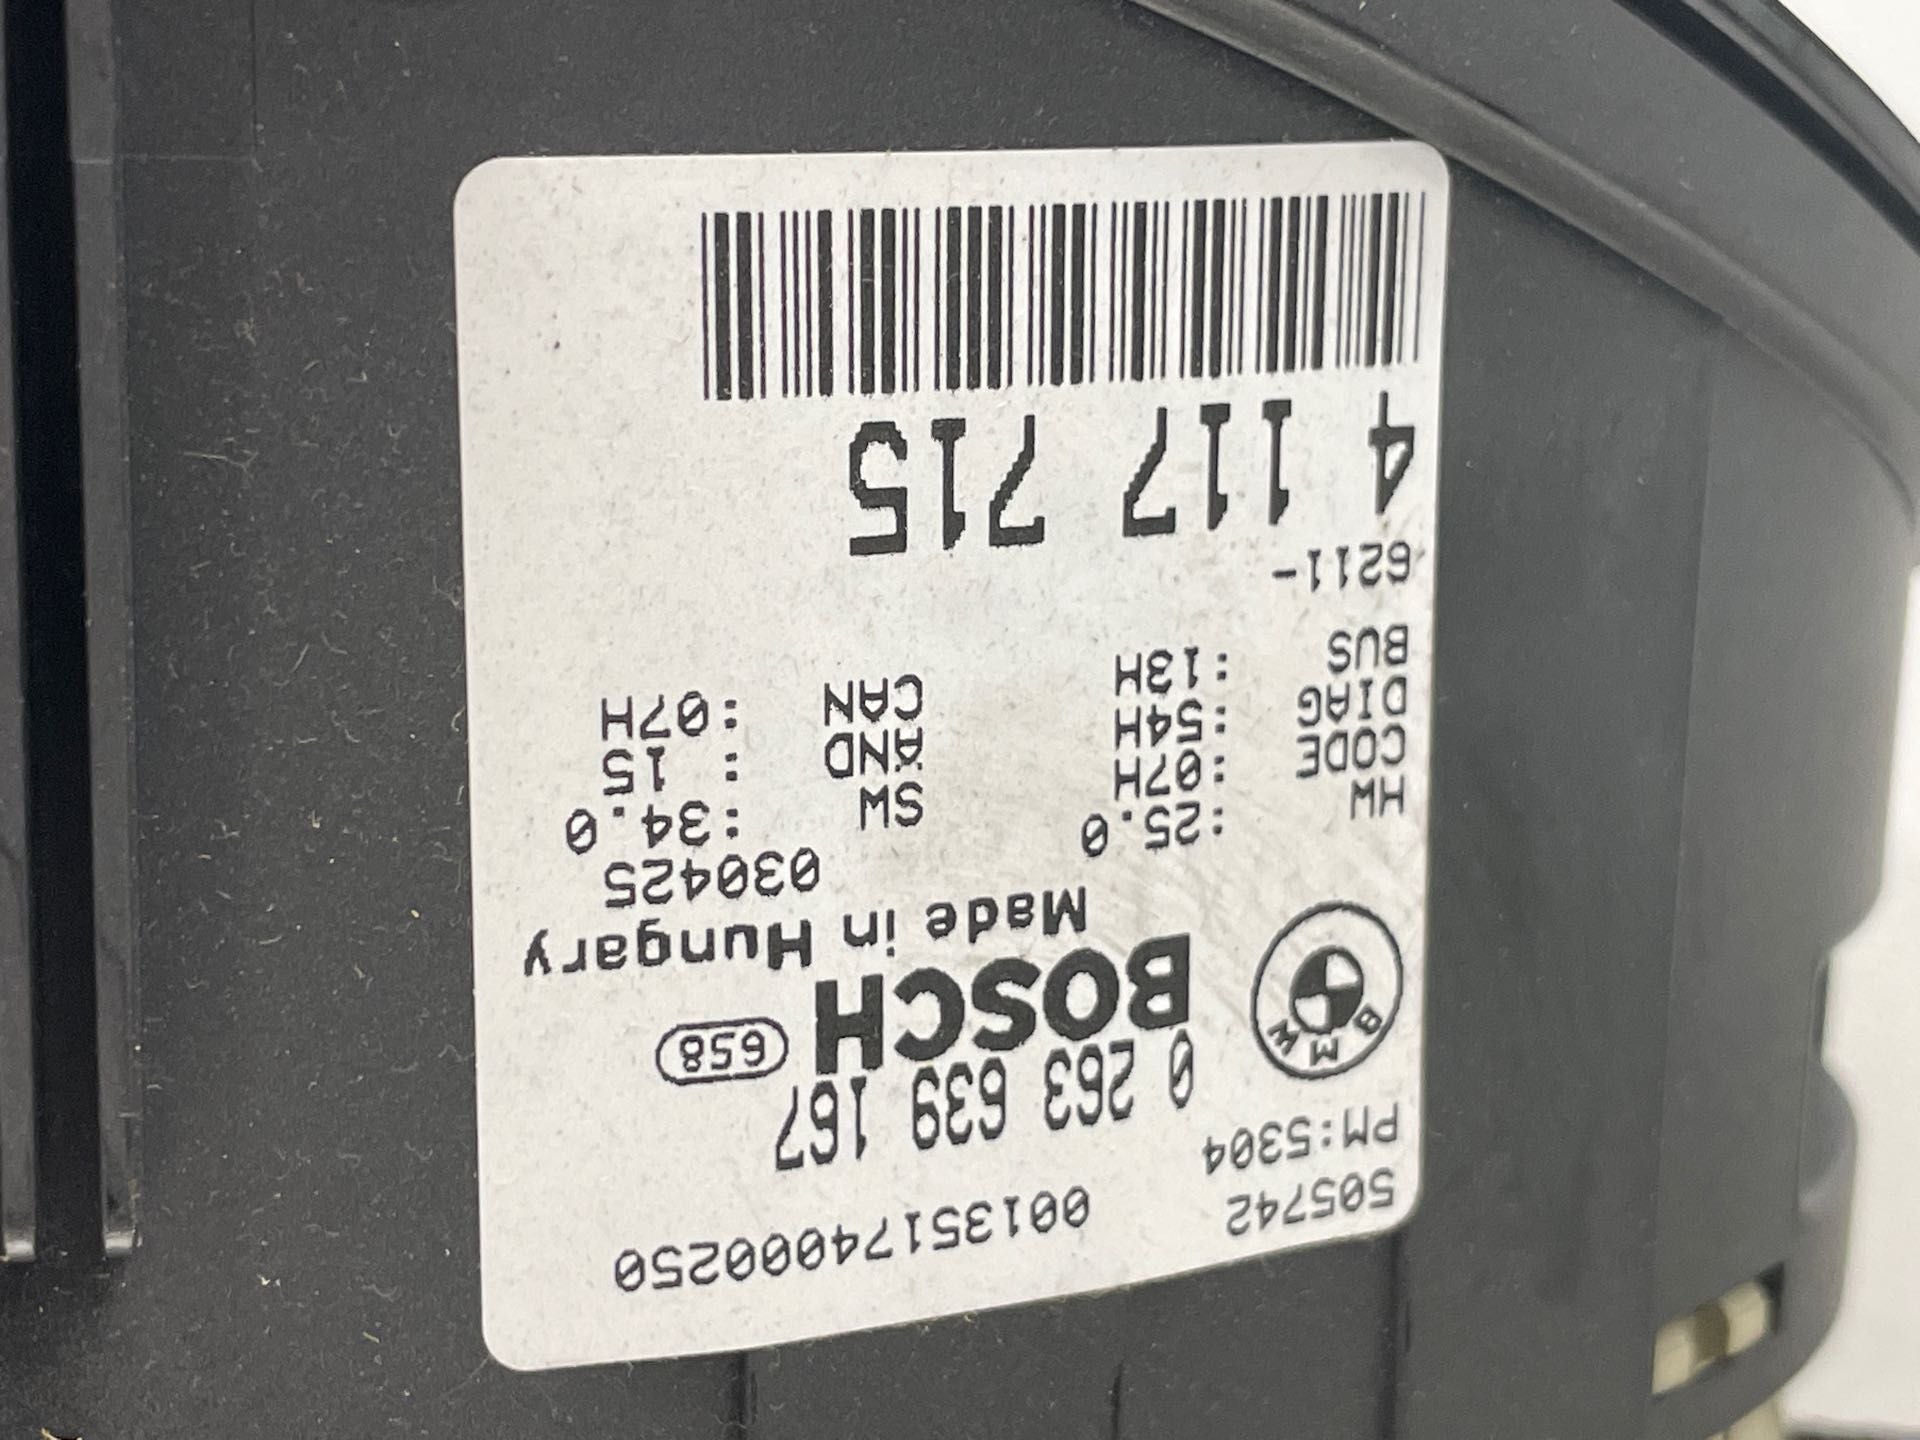 505742 00135174000250
PM:5304
0 263 639 167
BMW
BOSCH 658
Made in Hungary
030425
HW :25.0 SW :34.0
CODE :07H ÄND : 15
DIAG :54H CAN :07H
BUS :13H
6211-
4 117 715